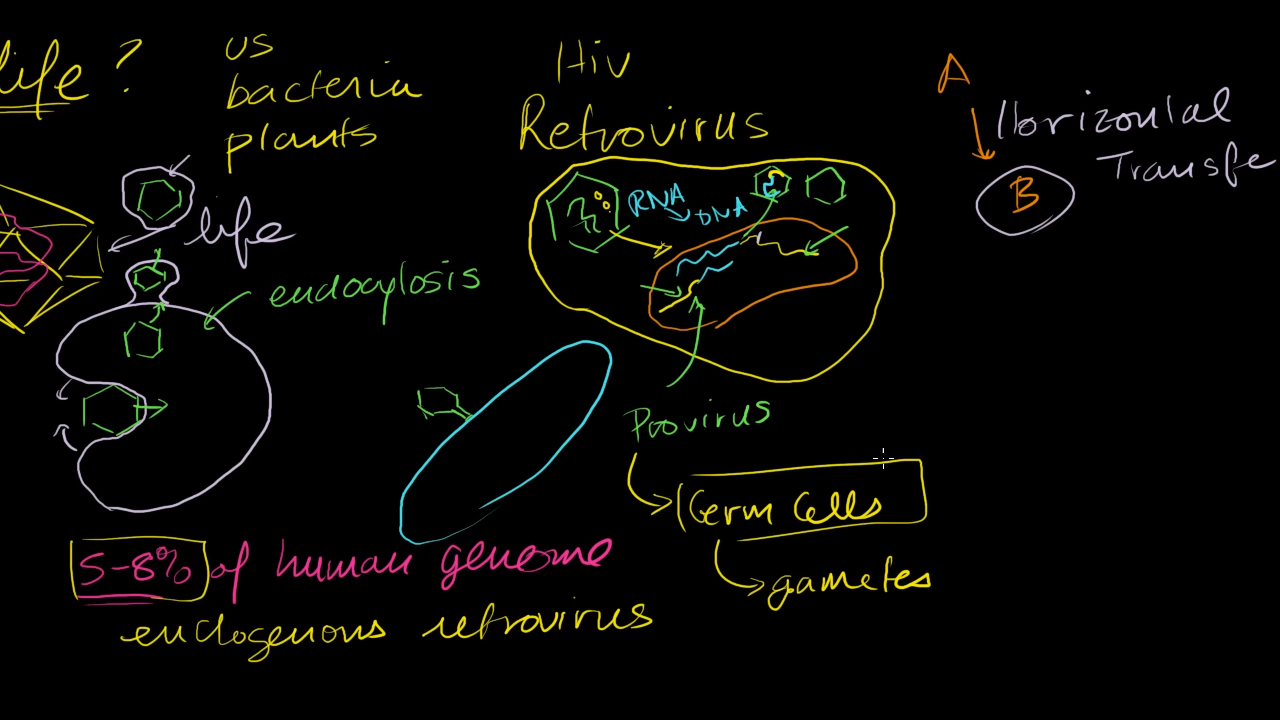 life ?
us
bacteria
plants
life
endocytosis
5-8% of human genome
endogenous retrovirus
Hiv
Retrovirus
RNA
DNA
Provirus
Germ Cells
gametes
A
Horizontal
Transfe
B